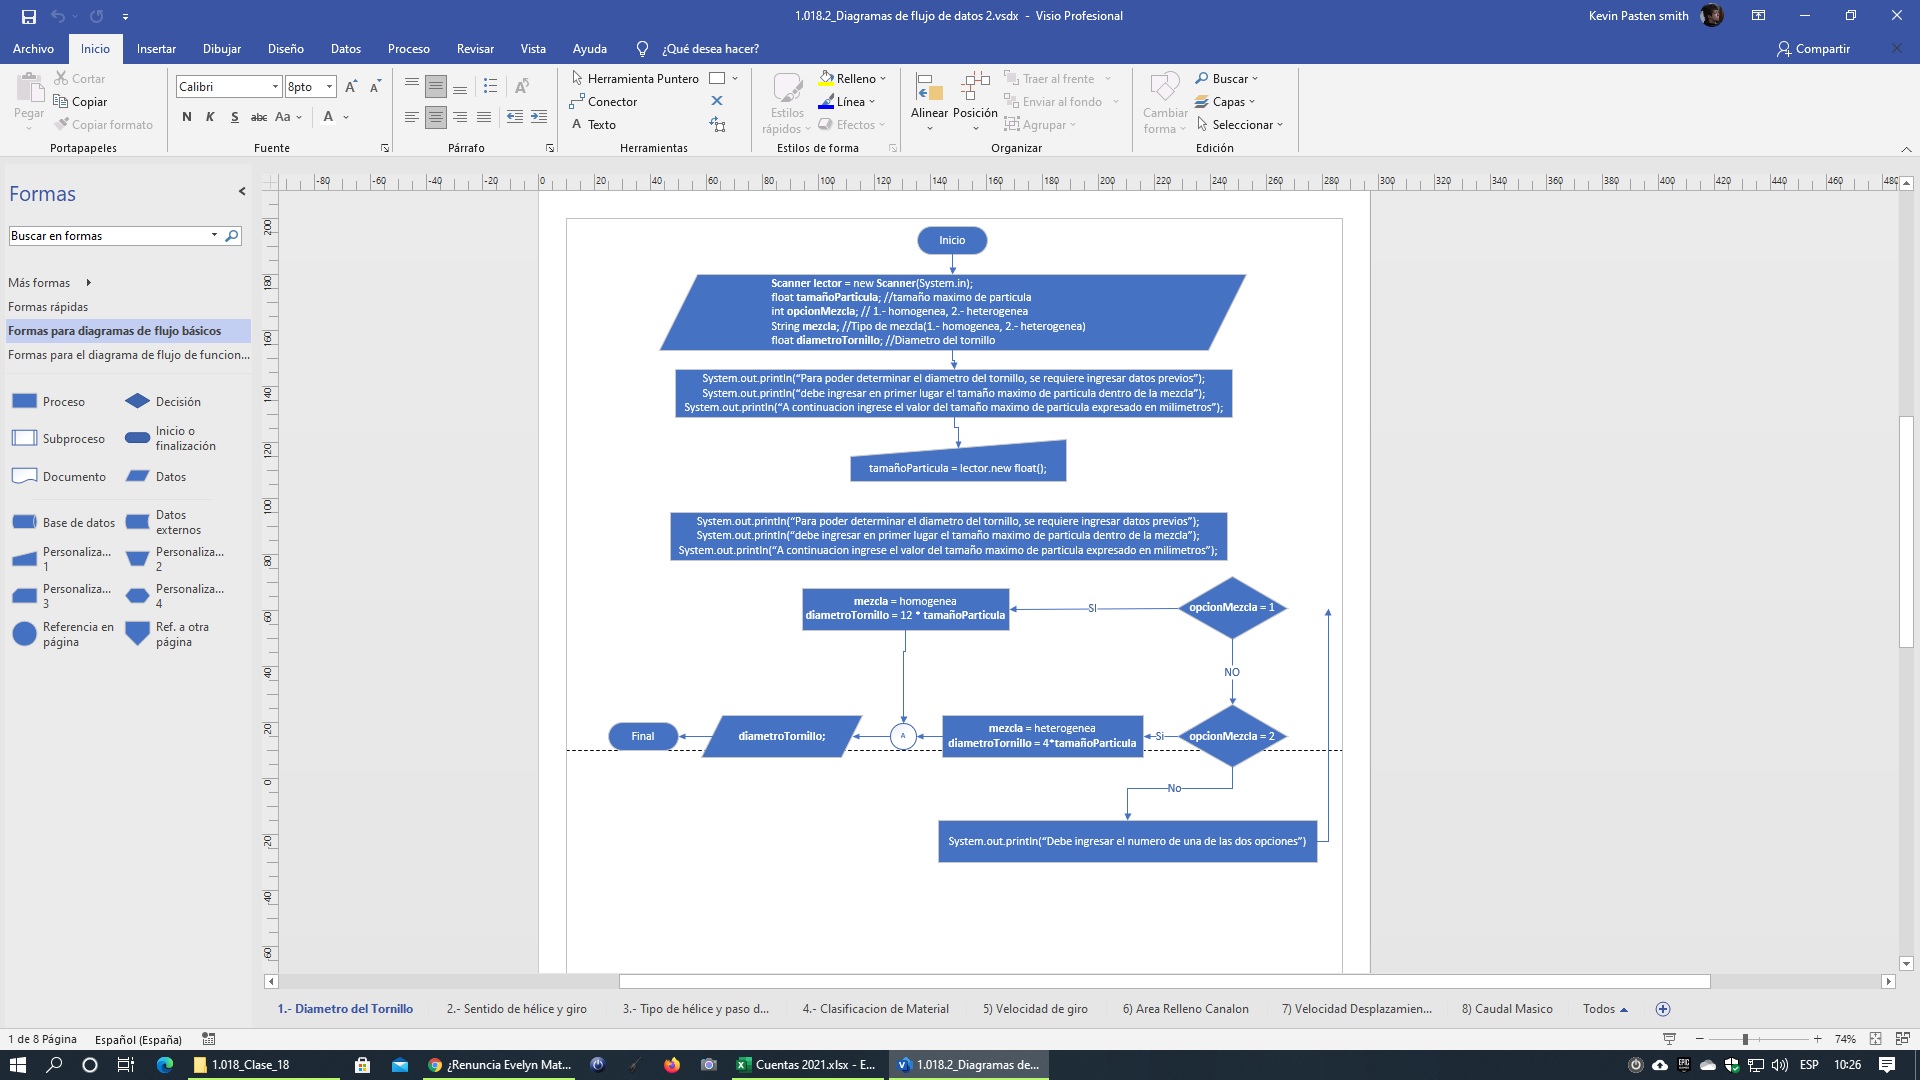 1.018.2_Diagramas de flujo de datos 2.vsdx - Visio Profesional
Kevin Pasten smith
Archivo Inicio Insertar Dibujar Diseño Datos Proceso Revisar Vista Ayuda ¿Qué desea hacer? Compartir
Pegar
Cortar
Copiar
Copiar formato
Portapapeles
Calibri 8pto
N K S abc Aa A
Fuente
Párrafo
Herramienta Puntero
Conector
A Texto
Herramientas
Estilos rápidos
Relleno
Línea
Efectos
Estilos de forma
Alinear Posición
Traer al frente
Enviar al fondo
Agrupar
Organizar
Cambiar forma
Buscar
Capas
Seleccionar
Edición
Formas
Buscar en formas
Más formas
Formas rápidas
Formas para diagramas de flujo básicos
Formas para el diagrama de flujo de funcion...
Proceso Decisión
Subproceso Inicio o finalización
Documento Datos
Base de datos Datos externos
Personaliza... 1 Personaliza... 2
Personaliza... 3 Personaliza... 4
Referencia en página Ref. a otra página
-80 -60 -40 -20 0 20 40 60 80 100 120 140 160 180 200 220 240 260 280 300 320 340 360 380 400 420 440 460 480
200
180
160
140
120
100
80
60
40
20
0
20
40
60
Inicio
Scanner lector = new Scanner(System.in);
float tamañoParticula; //tamaño maximo de particula
int opcionMezcla; // 1.- homogenea, 2.- heterogenea
String mezcla; //Tipo de mezcla(1.- homogenea, 2.- heterogenea)
float diametroTornillo; //Diametro del tornillo
System.out.println(“Para poder determinar el diametro del tornillo, se requiere ingresar datos previos”);
System.out.println(“debe ingresar en primer lugar el tamaño maximo de particula dentro de la mezcla”);
System.out.println(“A continuacion ingrese el valor del tamaño maximo de particula expresado en milimetros”);
tamañoParticula = lector.new float();
System.out.println(“Para poder determinar el diametro del tornillo, se requiere ingresar datos previos”);
System.out.println(“debe ingresar en primer lugar el tamaño maximo de particula dentro de la mezcla”);
System.out.println(“A continuacion ingrese el valor del tamaño maximo de particula expresado en milimetros”);
mezcla = homogenea
diametroTornillo = 12 * tamañoParticula
SI
opcionMezcla = 1
NO
Final
diametroTornillo;
A
mezcla = heterogenea
diametroTornillo = 4*tamañoParticula
Si
opcionMezcla = 2
No
System.out.println(“Debe ingresar el numero de una de las dos opciones”)
1.- Diametro del Tornillo 2.- Sentido de hélice y giro 3.- Tipo de hélice y paso d... 4.- Clasificacion de Material 5) Velocidad de giro 6) Area Relleno Canalon 7) Velocidad Desplazamien... 8) Caudal Masico Todos
1 de 8 Página Español (España) 74%
1.018_Clase_18 ¿Renuncia Evelyn Mat... Cuentas 2021.xlsx - E... 1.018.2_Diagramas de... ESP 10:26